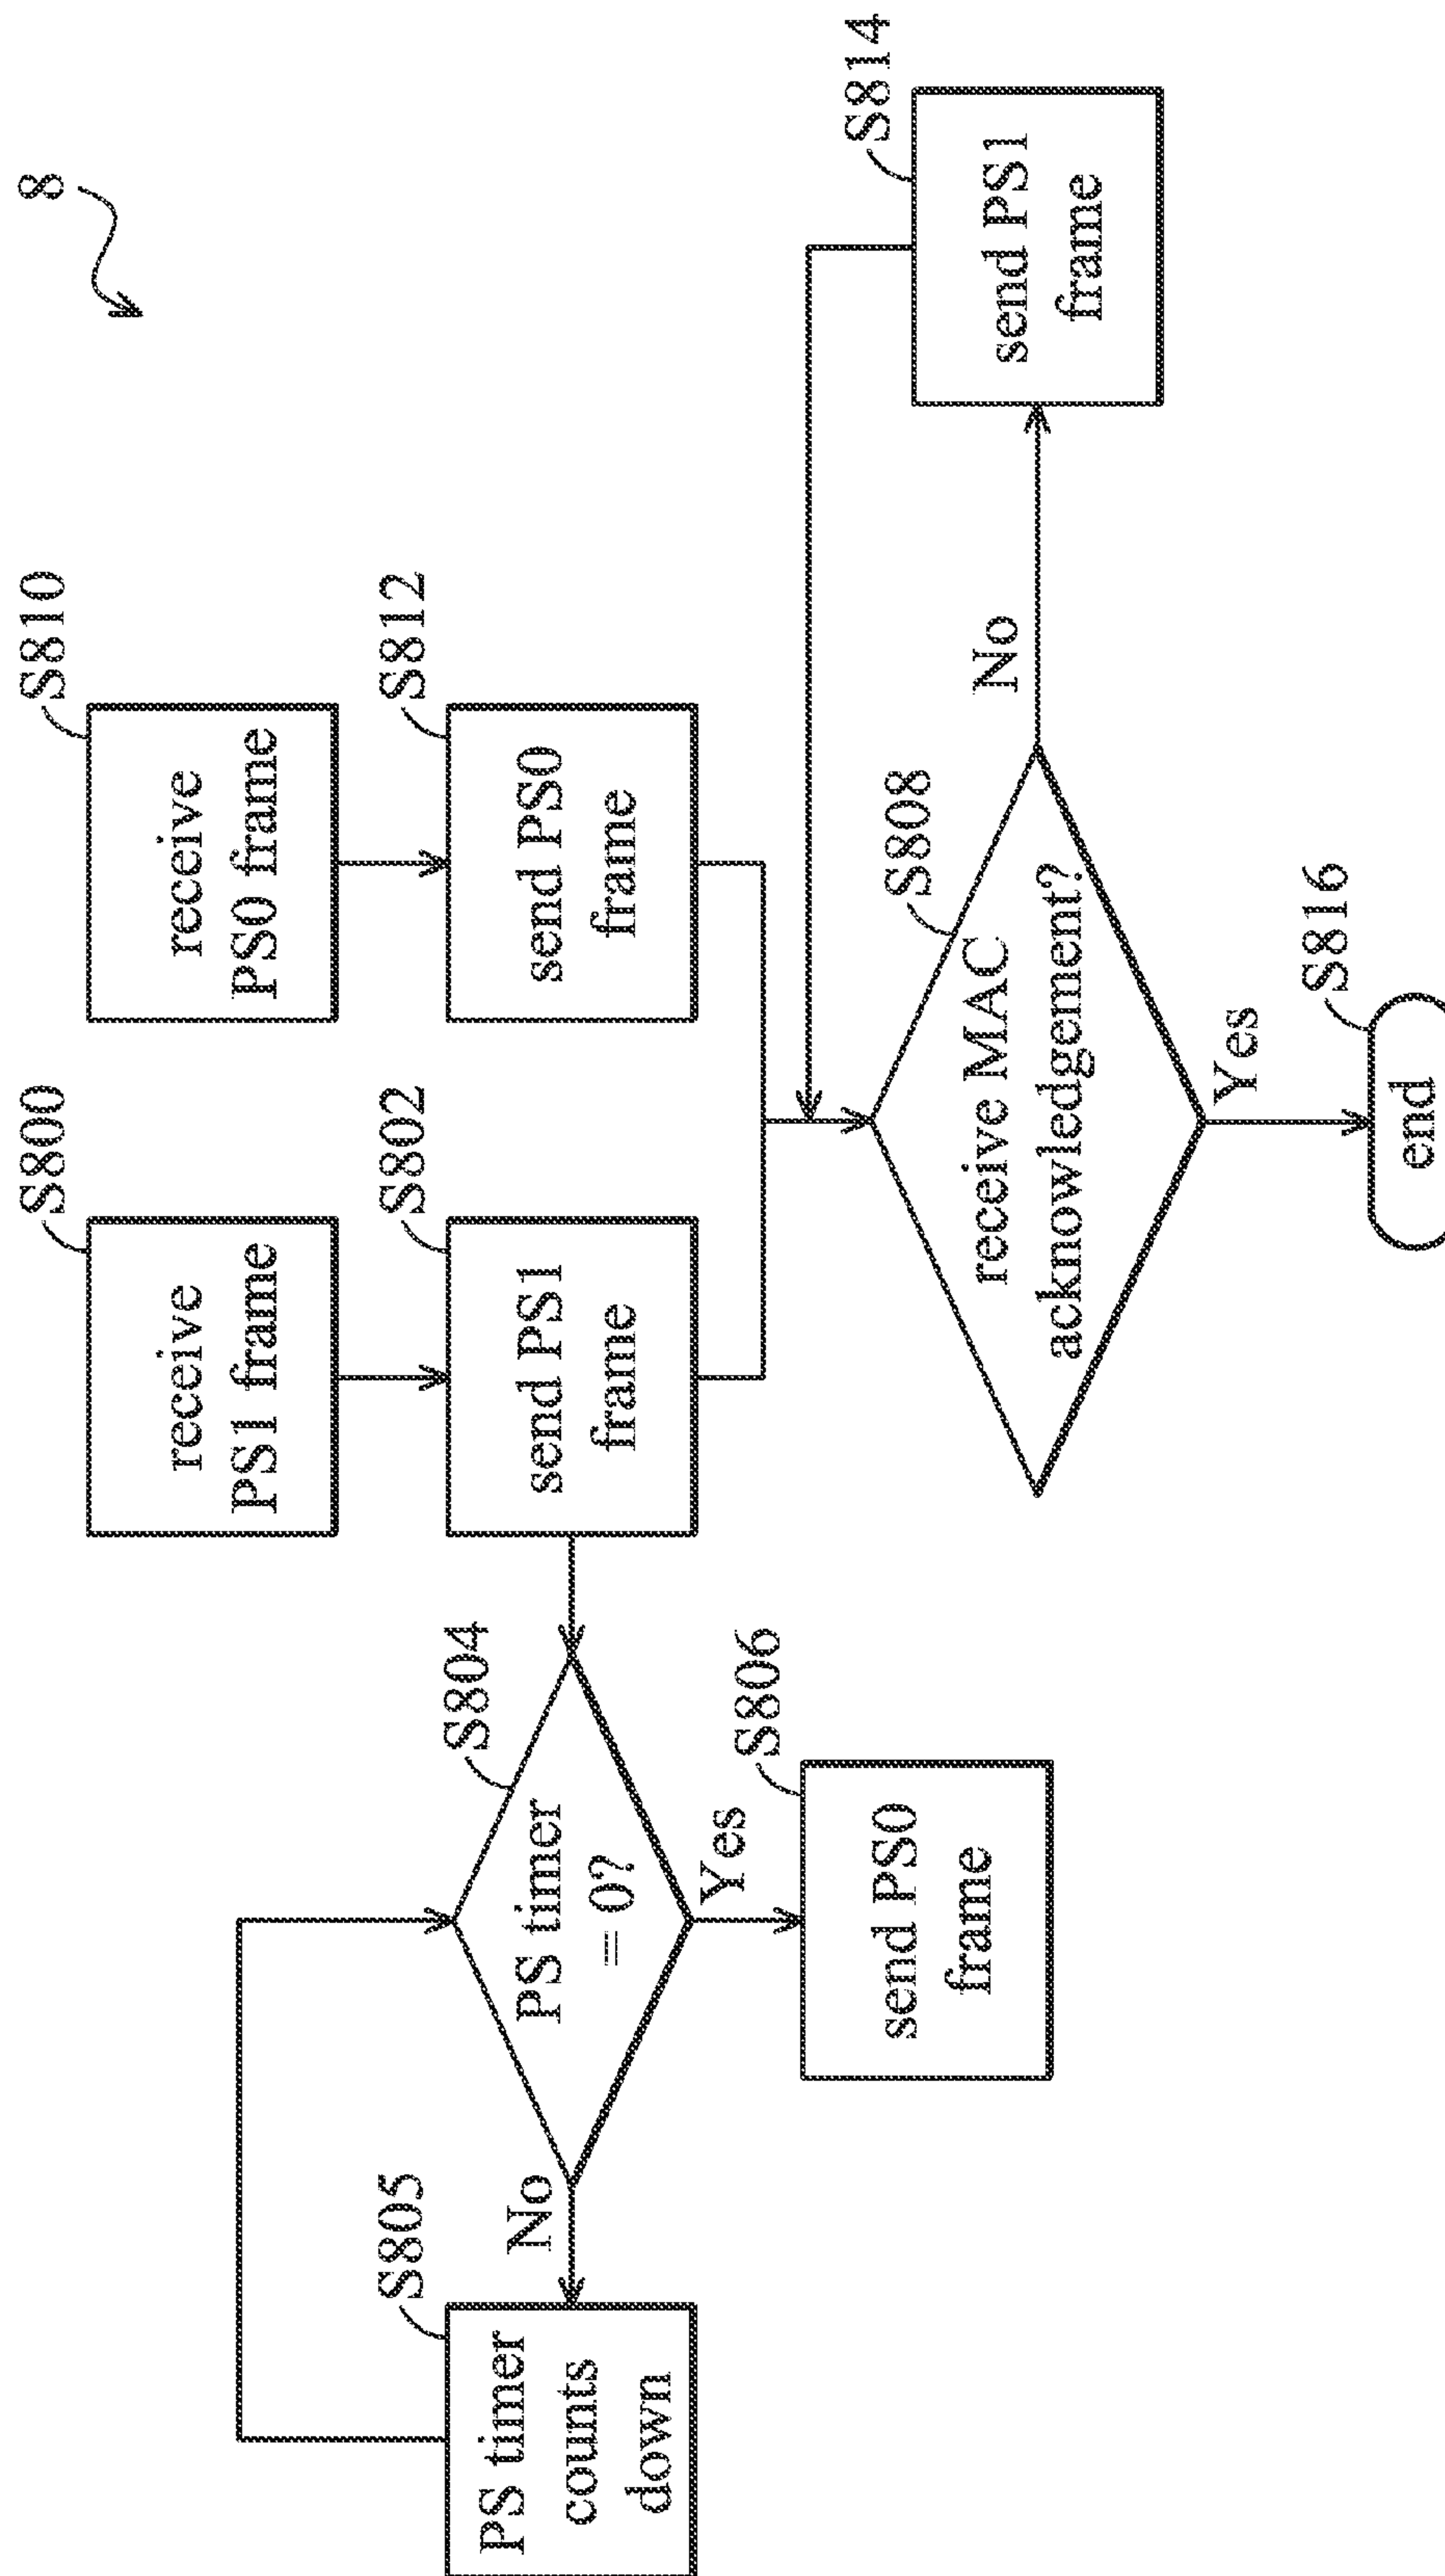 8
S800
receive
PS1 frame
S810
receive
PS0 frame
S802
send PS1
frame
S812
send PS0
frame
S804
PS timer
= 0?
No
Yes
S805
PS timer
counts
down
S806
send PS0
frame
S808
receive MAC
acknowledgement?
No
Yes
S814
send PS1
frame
S816
end